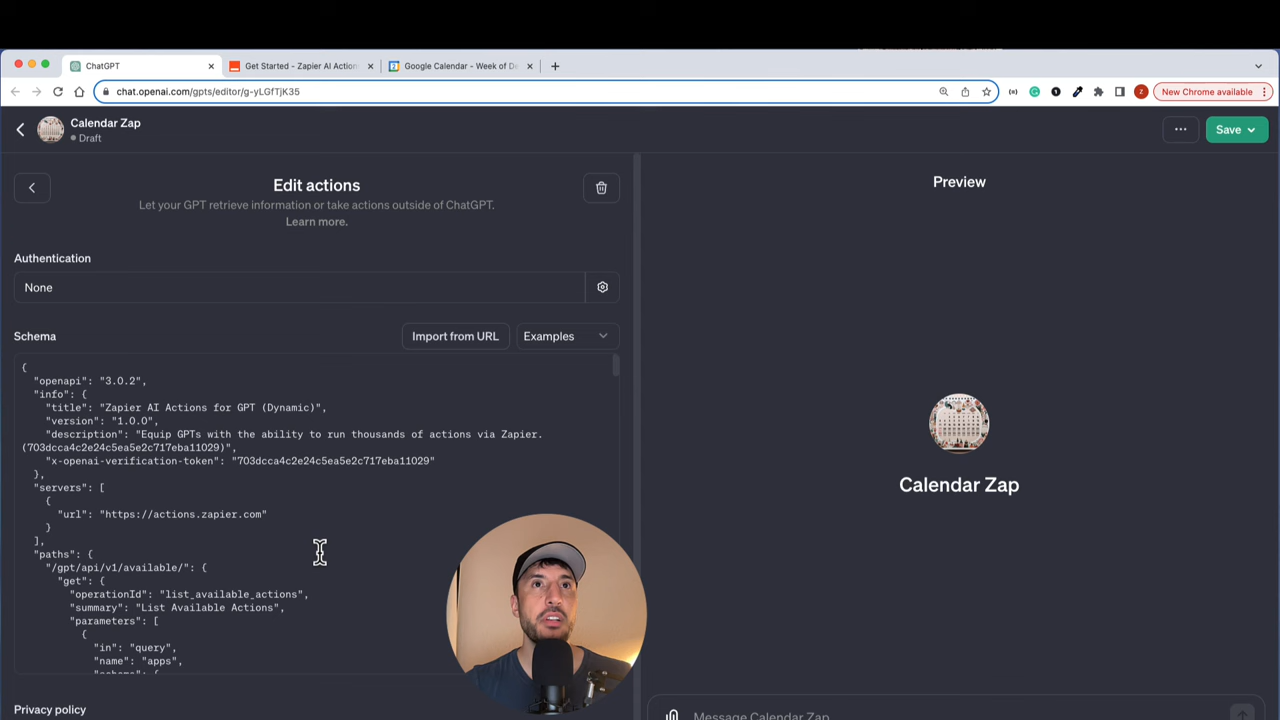 ChatGPT
Get Started - Zapier AI Action
Google Calendar - Week of De
chat.openai.com/gpts/editor/g-yLGfTjK35
New Chrome available
Calendar Zap
Draft
Save
Edit actions
Let your GPT retrieve information or take actions outside of ChatGPT.
Learn more.
Preview
Authentication
None
Schema
Import from URL
Examples
{
"openapi": "3.0.2",
"info": {
"title": "Zapier AI Actions for GPT (Dynamic)",
"version": "1.0.0",
"description": "Equip GPTs with the ability to run thousands of actions via Zapier.
(703dcca4c2e24c5ea5e2c717eba11029)",
"x-openai-verification-token": "703dcca4c2e24c5ea5e2c717eba11029"
},
"servers": [
{
"url": "https://actions.zapier.com"
}
],
"paths": {
"/gpt/api/v1/available/": {
"get": {
"operationId": "list_available_actions",
"summary": "List Available Actions",
"parameters": [
{
"in": "query",
"name": "apps",
Calendar Zap
Privacy policy
Message Calendar Zap